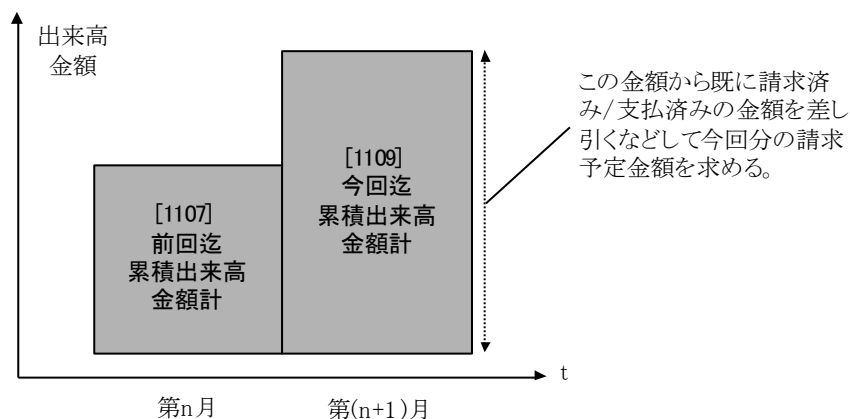 出来高
金額
この金額から既に請求済
み/支払済みの金額を差し
引くなどして今回分の請求
予定金額を求める。
[1109]
今回迄
累積出来高
金額計
[1107]
前回迄
累積出来高
金額計
t
第n月
第(n+1)月